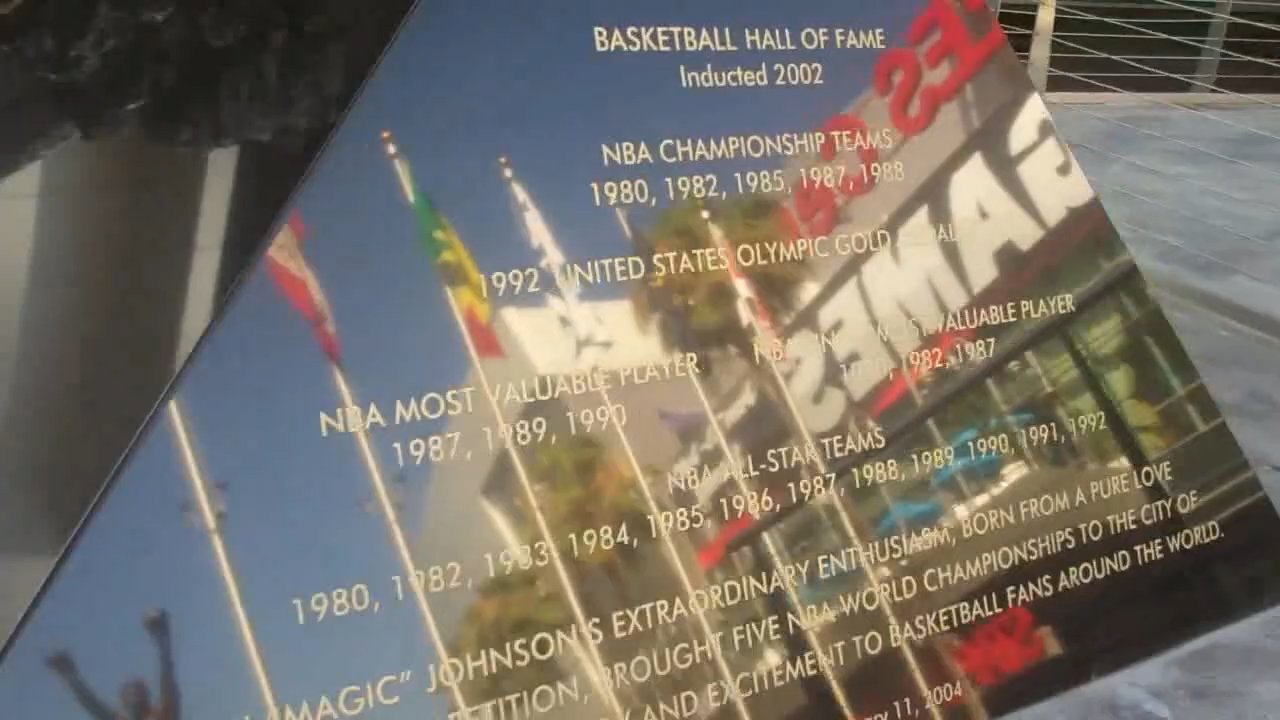 BASKETBALL HALL OF FAME
Inducted 2002
NBA CHAMPIONSHIP TEAMS
1980, 1982, 1985, 1987, 1988
1992 UNITED STATES OLYMPIC GOLD
NBA MOST VALUABLE PLAYER
1987, 1989, 1990
NBA MOST VALUABLE PLAYER
1982, 1987
NBA ALL-STAR TEAMS
1980, 1982, 1983, 1984, 1985, 1986, 1987, 1988, 1989, 1990, 1991, 1992
"MAGIC" JOHNSON'S EXTRAORDINARY ENTHUSIASM, BORN FROM A PURE LOVE
BROUGHT FIVE NBA WORLD CHAMPIONSHIPS TO THE CITY OF
AND EXCITEMENT TO BASKETBALL FANS AROUND THE WORLD.
11, 2004
GAMES